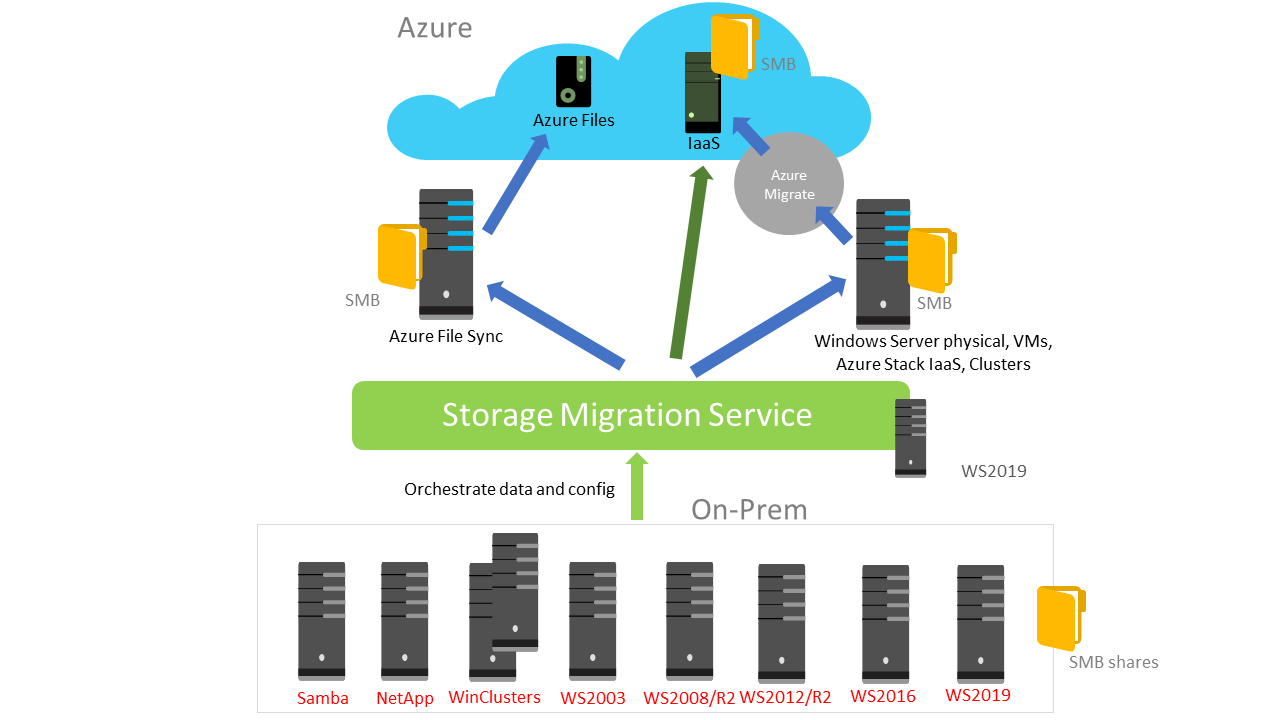 Azure
SMB
Azure Files
IaaS
Azure
Migrate
SMB
SMB
Azure File Sync
Windows Server physical, VMs,
Azure Stack IaaS, Clusters
Storage Migration Service
WS2019
Orchestrate data and config
On-Prem
SMB shares
Samba
NetApp
WinClusters
WS2003
WS2008/R2
WS2012/R2
WS2016
WS2019